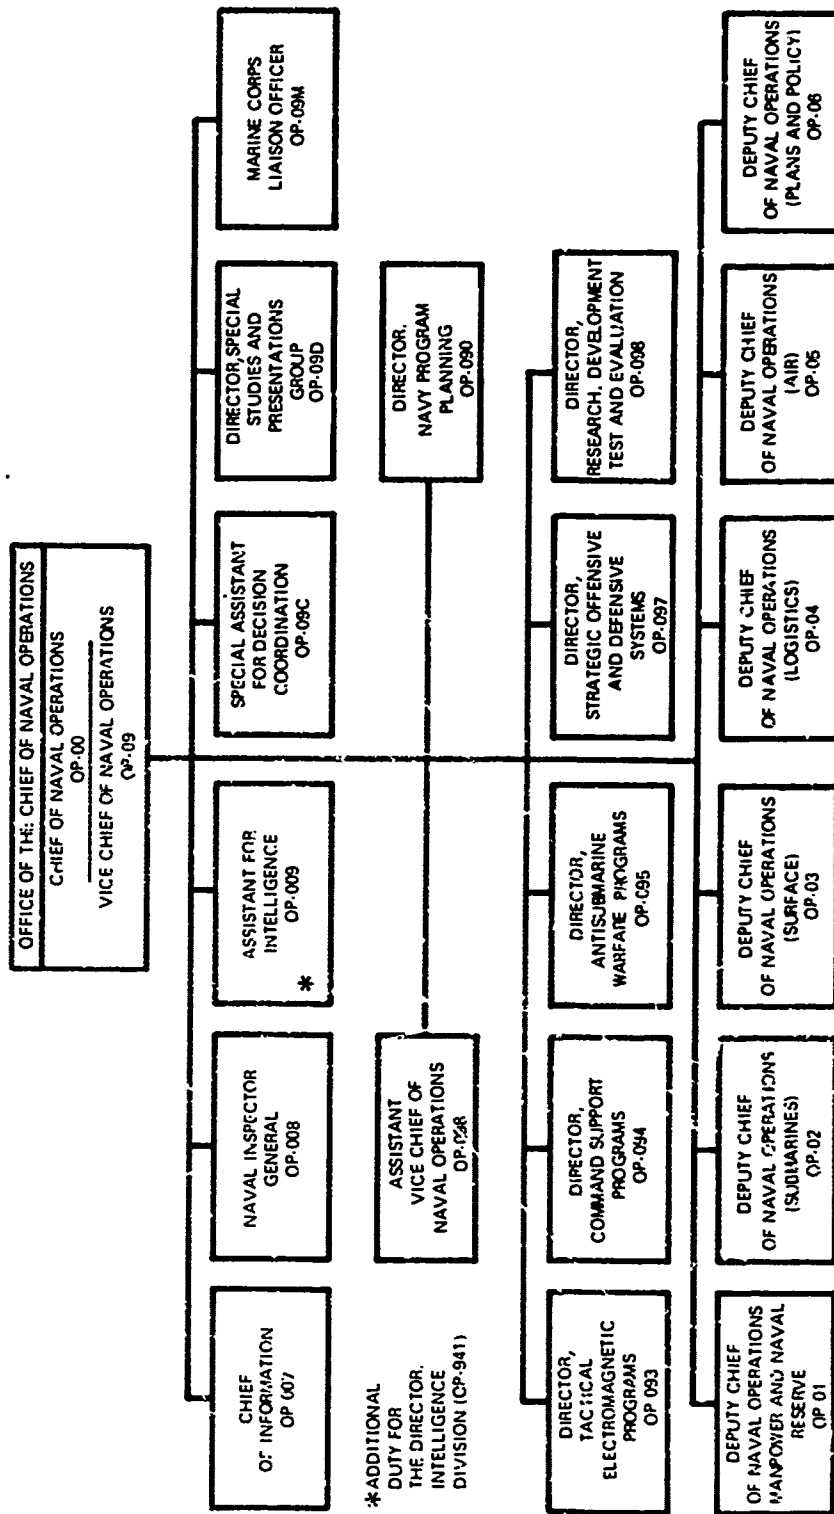 OFFICE OF THE CHIEF OF NAVAL OPERATIONS
CHIEF OF NAVAL OPERATIONS
OP-00
VICE CHIEF OF NAVAL OPERATIONS
OP-09
CHIEF
OF INFORMATION
OP 007
NAVAL INSPECTOR
GENERAL
OP-008
ASSISTANT FOR
INTELLIGENCE
OP-009
*
SPECIAL ASSISTANT
FOR DECISION
COORDINATION
OP-09C
DIRECTOR, SPECIAL
STUDIES AND
PRESENTATIONS
GROUP
OP-09D
MARINE CORPS
LIAISON OFFICER
OP-09M
*ADDITIONAL
DUTY FOR
THE DIRECTOR.
INTELLIGENCE
DIVISION (OP-941)
ASSISTANT
VICE CHIEF OF
NAVAL OPERATIONS
DIRECTOR.
NAVY PROGRAM
PLANNING
OP-090
DIRECTOR,
TACTICAL
ELECTROMAGNETIC
PROGRAMS
OP 093
DIRECTOR,
COMMAND SUPPORT
PROGRAMS
OP-094
DIRECTOR,
ANTISUBMARINE
WARFARE PROGRAMS
OP-095
DIRECTOR,
STRATEGIC OFFENSIVE
AND DEFENSIVE
SYSTEMS
OP-097
DIRECTOR,
RESEARCH, DEVELOPMENT
TEST AND EVALUATION
OP-098
DEPUTY CHIEF
OF NAVAL OPERATIONS
MANPOWER AND NAVAL
RESERVE
OP 01
DEPUTY CHIEF
OF NAVAL OPERATIONS
(SUBMARINES)
OP-02
DEPUTY CHIEF
OF NAVAL OPERATIONS
(SURFACE)
OP-03
DEPUTY CHIEF
OF NAVAL OPERATIONS
(LOGISTICS)
OP-04
DEPUTY CHIEF
OF NAVAL OPERATIONS
(AIR)
OP-05
DEPUTY CHIEF
OF NAVAL OPERATIONS
(PLANS AND POLICY)
OP-06